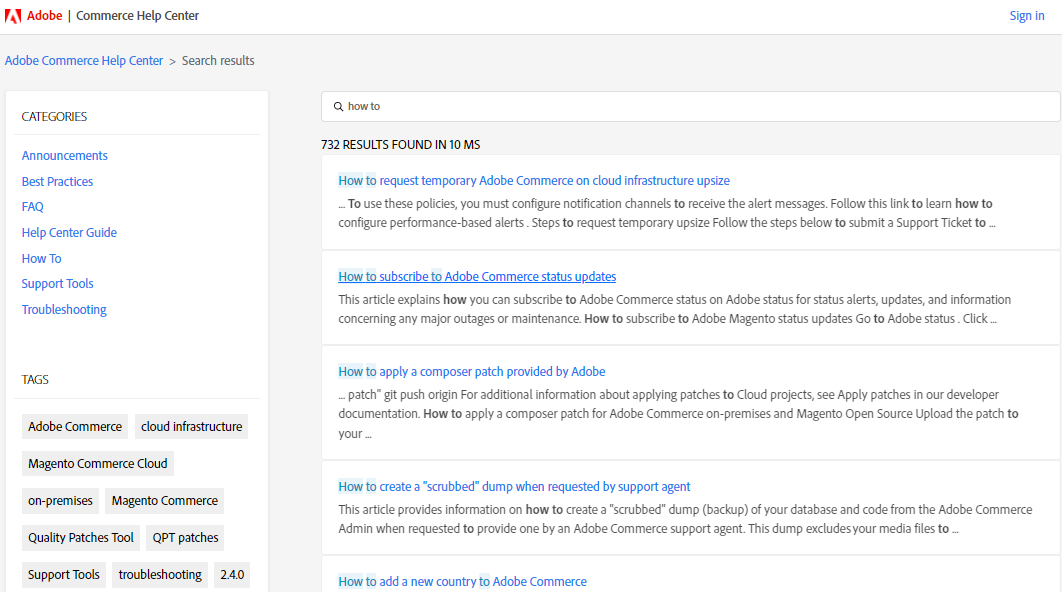 Adobe | Commerce Help Center
Sign in
Adobe Commerce Help Center > Search results
CATEGORIES
Announcements
Best Practices
FAQ
Help Center Guide
How To
Support Tools
Troubleshooting
TAGS
Adobe Commerce cloud infrastructure
Magento Commerce Cloud
on-premises Magento Commerce
Quality Patches Tool QPT patches
Support Tools troubleshooting 2.4.0
how to
732 RESULTS FOUND IN 10 MS
How to request temporary Adobe Commerce on cloud infrastructure upsize
... To use these policies, you must configure notification channels to receive the alert messages. Follow this link to learn how to
configure performance-based alerts . Steps to request temporary upsize Follow the steps below to submit a Support Ticket to ...
How to subscribe to Adobe Commerce status updates
This article explains how you can subscribe to Adobe Commerce status on Adobe status for status alerts, updates, and information
concerning any major outages or maintenance. How to subscribe to Adobe Magento status updates Go to Adobe status . Click ...
How to apply a composer patch provided by Adobe
... patch" git push origin For additional information about applying patches to Cloud projects, see Apply patches in our developer
documentation. How to apply a composer patch for Adobe Commerce on-premises and Magento Open Source Upload the patch to
your ...
How to create a "scrubbed" dump when requested by support agent
This article provides information on how to create a "scrubbed" dump (backup) of your database and code from the Adobe Commerce
Admin when requested to provide one by an Adobe Commerce support agent. This dump excludes your media files to ...
How to add a new country to Adobe Commerce